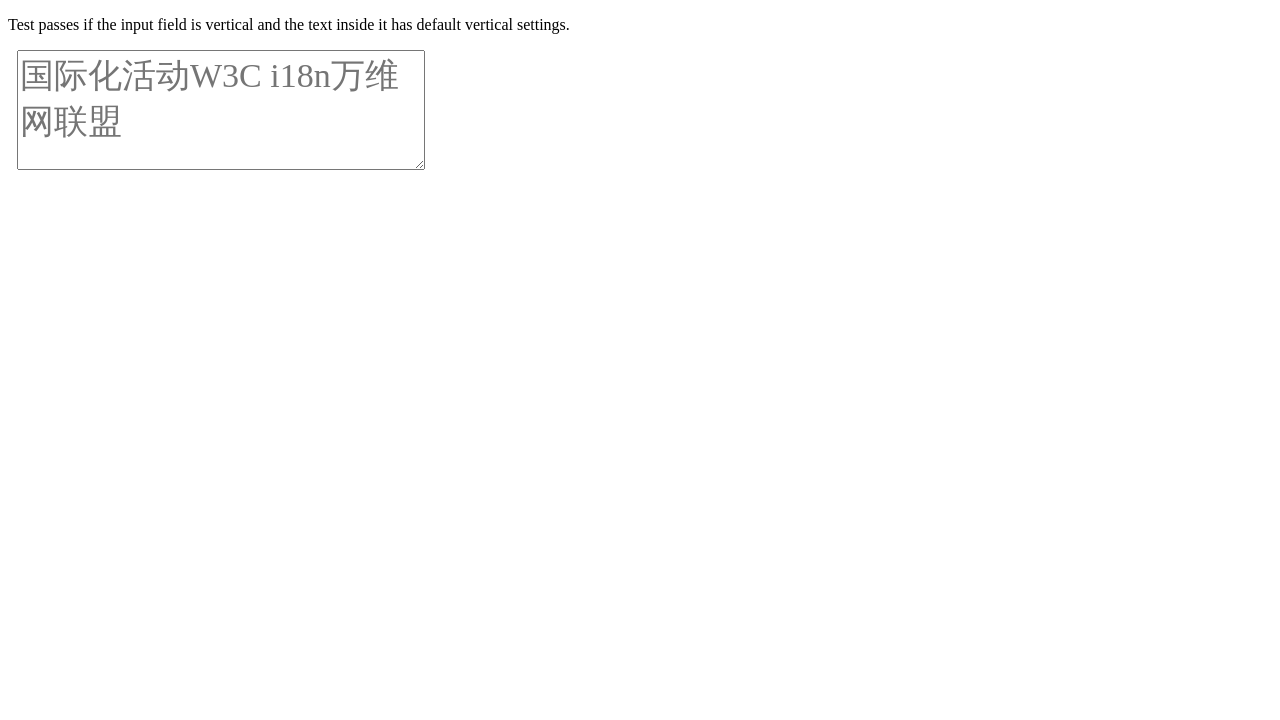 Test passes if the input field is vertical and the text inside it has default vertical settings.
国际化活动W3C i18n万维
网联盟